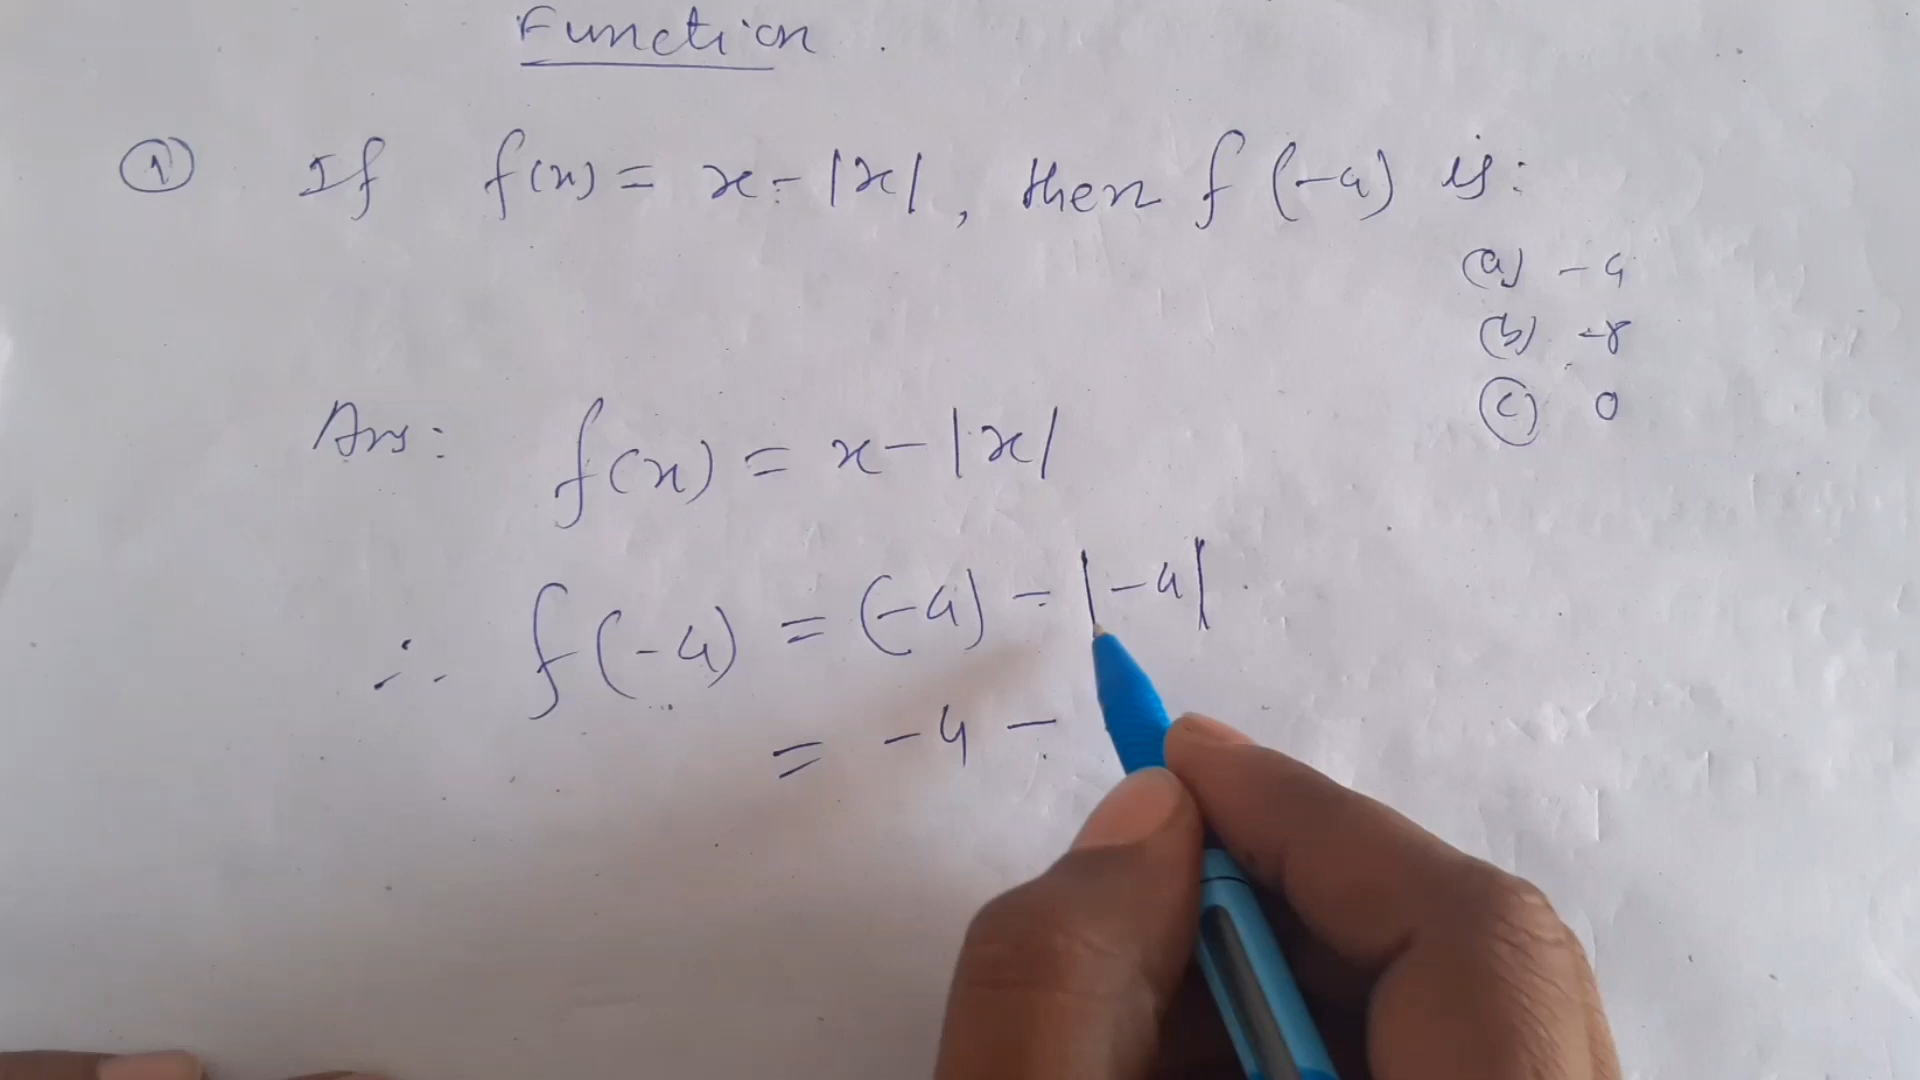 Function
① If f(x) = x - |x|, then f (-4) is:
(a) -4
(b) -8
(c) 0
Ans: f(x) = x - |x|
∴ f(-4) = (-4) - |-4|
= -4 -